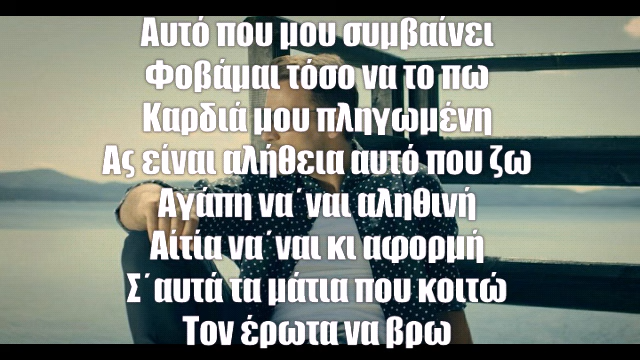 Αυτό που μου συμβαίνει
Φοβάμαι τόσο να το πω
Καρδιά μου πληγωμένη
Ας είναι αλήθεια αυτό που ζω
Αγάπη να΄ναι αληθινή
Αίτία να΄ναι κι αφορμή
Σ΄αυτά τα μάτια που κοιτώ
Τον έρωτα να βρω